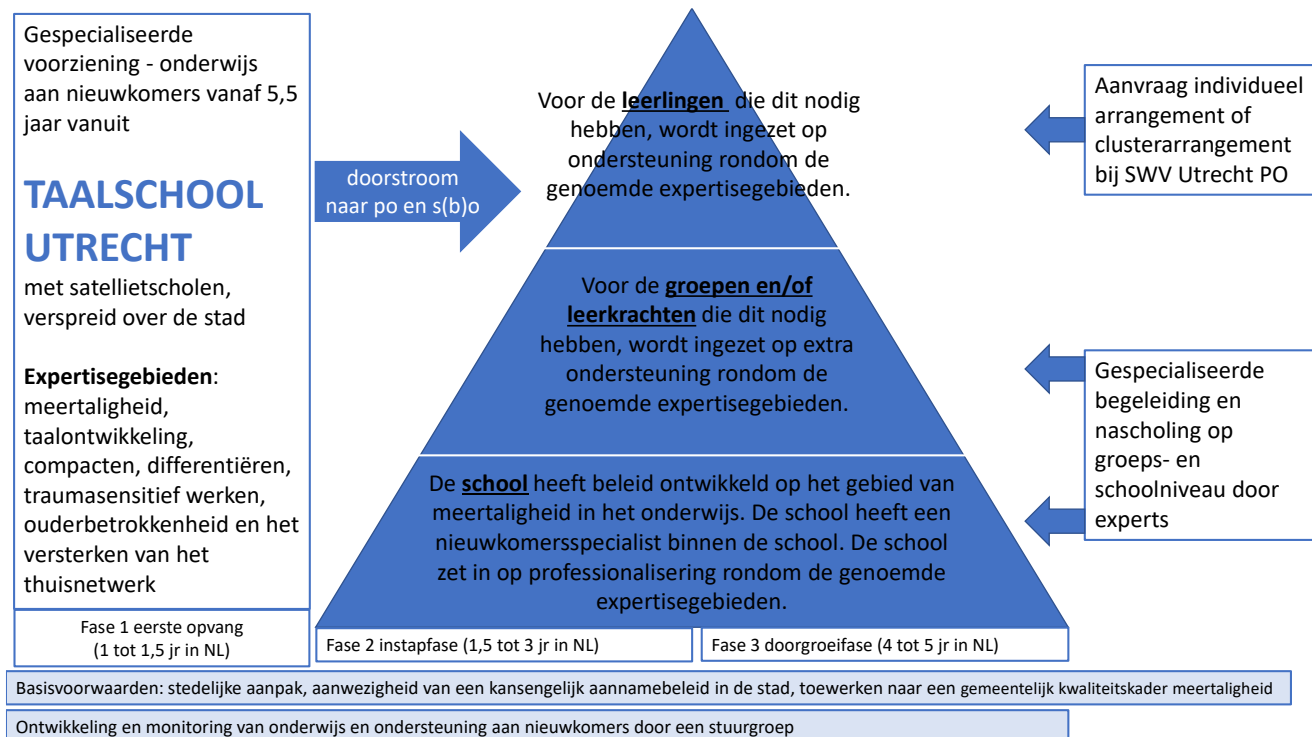 Gespecialiseerde
voorziening - onderwijs
aan nieuwkomers vanaf 5,5
jaar vanuit
TAALSCHOOL
UTRECHT
met satellietscholen,
verspreid over de stad
Expertisegebieden:
meertaligheid,
taalontwikkeling,
compacten, differentiëren,
traumasensitief werken,
ouderbetrokkenheid en het
versterken van het
thuisnetwerk
Fase 1 eerste opvang
(1 tot 1,5 jr in NL)
doorstroom
naar po en s(b)o
Voor de leerlingen die dit nodig
hebben, wordt ingezet op
ondersteuning rondom de
genoemde expertisegebieden.
Voor de groepen en/of
leerkrachten die dit nodig
hebben, wordt ingezet op extra
ondersteuning rondom de
genoemde expertisegebieden.
De school heeft beleid ontwikkeld op het gebied van
meertaligheid in het onderwijs. De school heeft een
nieuwkomersspecialist binnen de school. De school
zet in op professionalisering rondom de genoemde
expertisegebieden.
Fase 2 instapfase (1,5 tot 3 jr in NL)
Fase 3 doorgroeifase (4 tot 5 jr in NL)
Aanvraag individueel
arrangement of
clusterarrangement
bij SWV Utrecht PO
Gespecialiseerde
begeleiding en
nascholing op
groeps- en
schoolniveau door
experts
Basisvoorwaarden: stedelijke aanpak, aanwezigheid van een kansengelijk aannamebeleid in de stad, toewerken naar een gemeentelijk kwaliteitskader meertaligheid
Ontwikkeling en monitoring van onderwijs en ondersteuning aan nieuwkomers door een stuurgroep